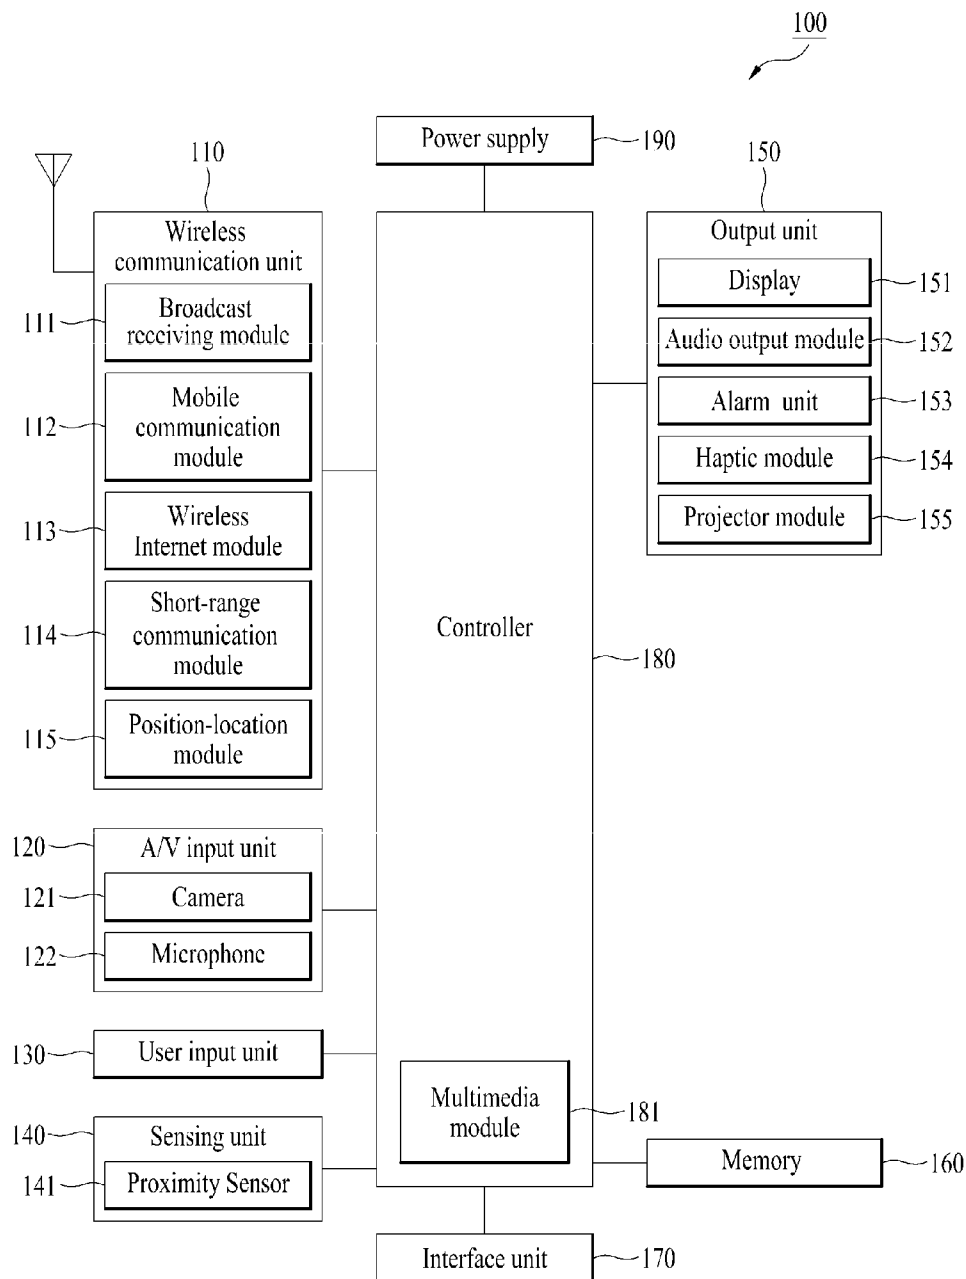 100
Power supply
190
110
150
Wireless
communication unit
111
Broadcast
receiving module
112
Mobile
communication
module
113
Wireless
Internet module
114
Short-range
communication
module
115
Position-location
module
Output unit
Display
151
Audio output module
152
Alarm unit
153
Haptic module
154
Projector module
155
Controller
180
120
A/V input unit
121
Camera
122
Microphone
130
User input unit
140
Sensing unit
141
Proximity Sensor
Multimedia
module
181
Memory
160
Interface unit
170